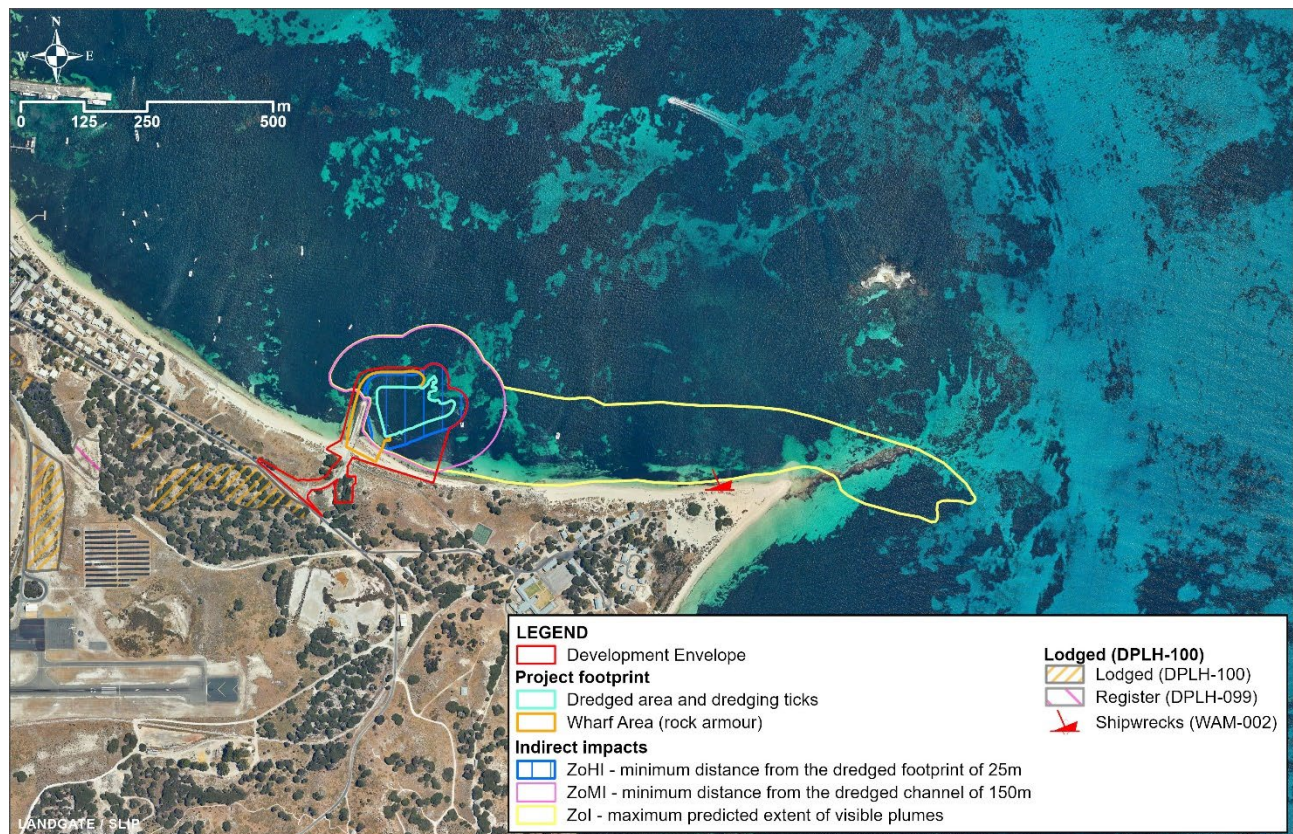 N
W E
S
m
0 125 250 500
LEGEND
Development Envelope
Project footprint
Dredged area and dredging ticks
Wharf Area (rock armour)
Indirect impacts
ZoHI - minimum distance from the dredged footprint of 25m
ZoMI - minimum distance from the dredged channel of 150m
ZoI - maximum predicted extent of visible plumes
Lodged (DPLH-100)
Lodged (DPLH-100)
Register (DPLH-099)
Shipwrecks (WAM-002)
LANDGATE / SLIP